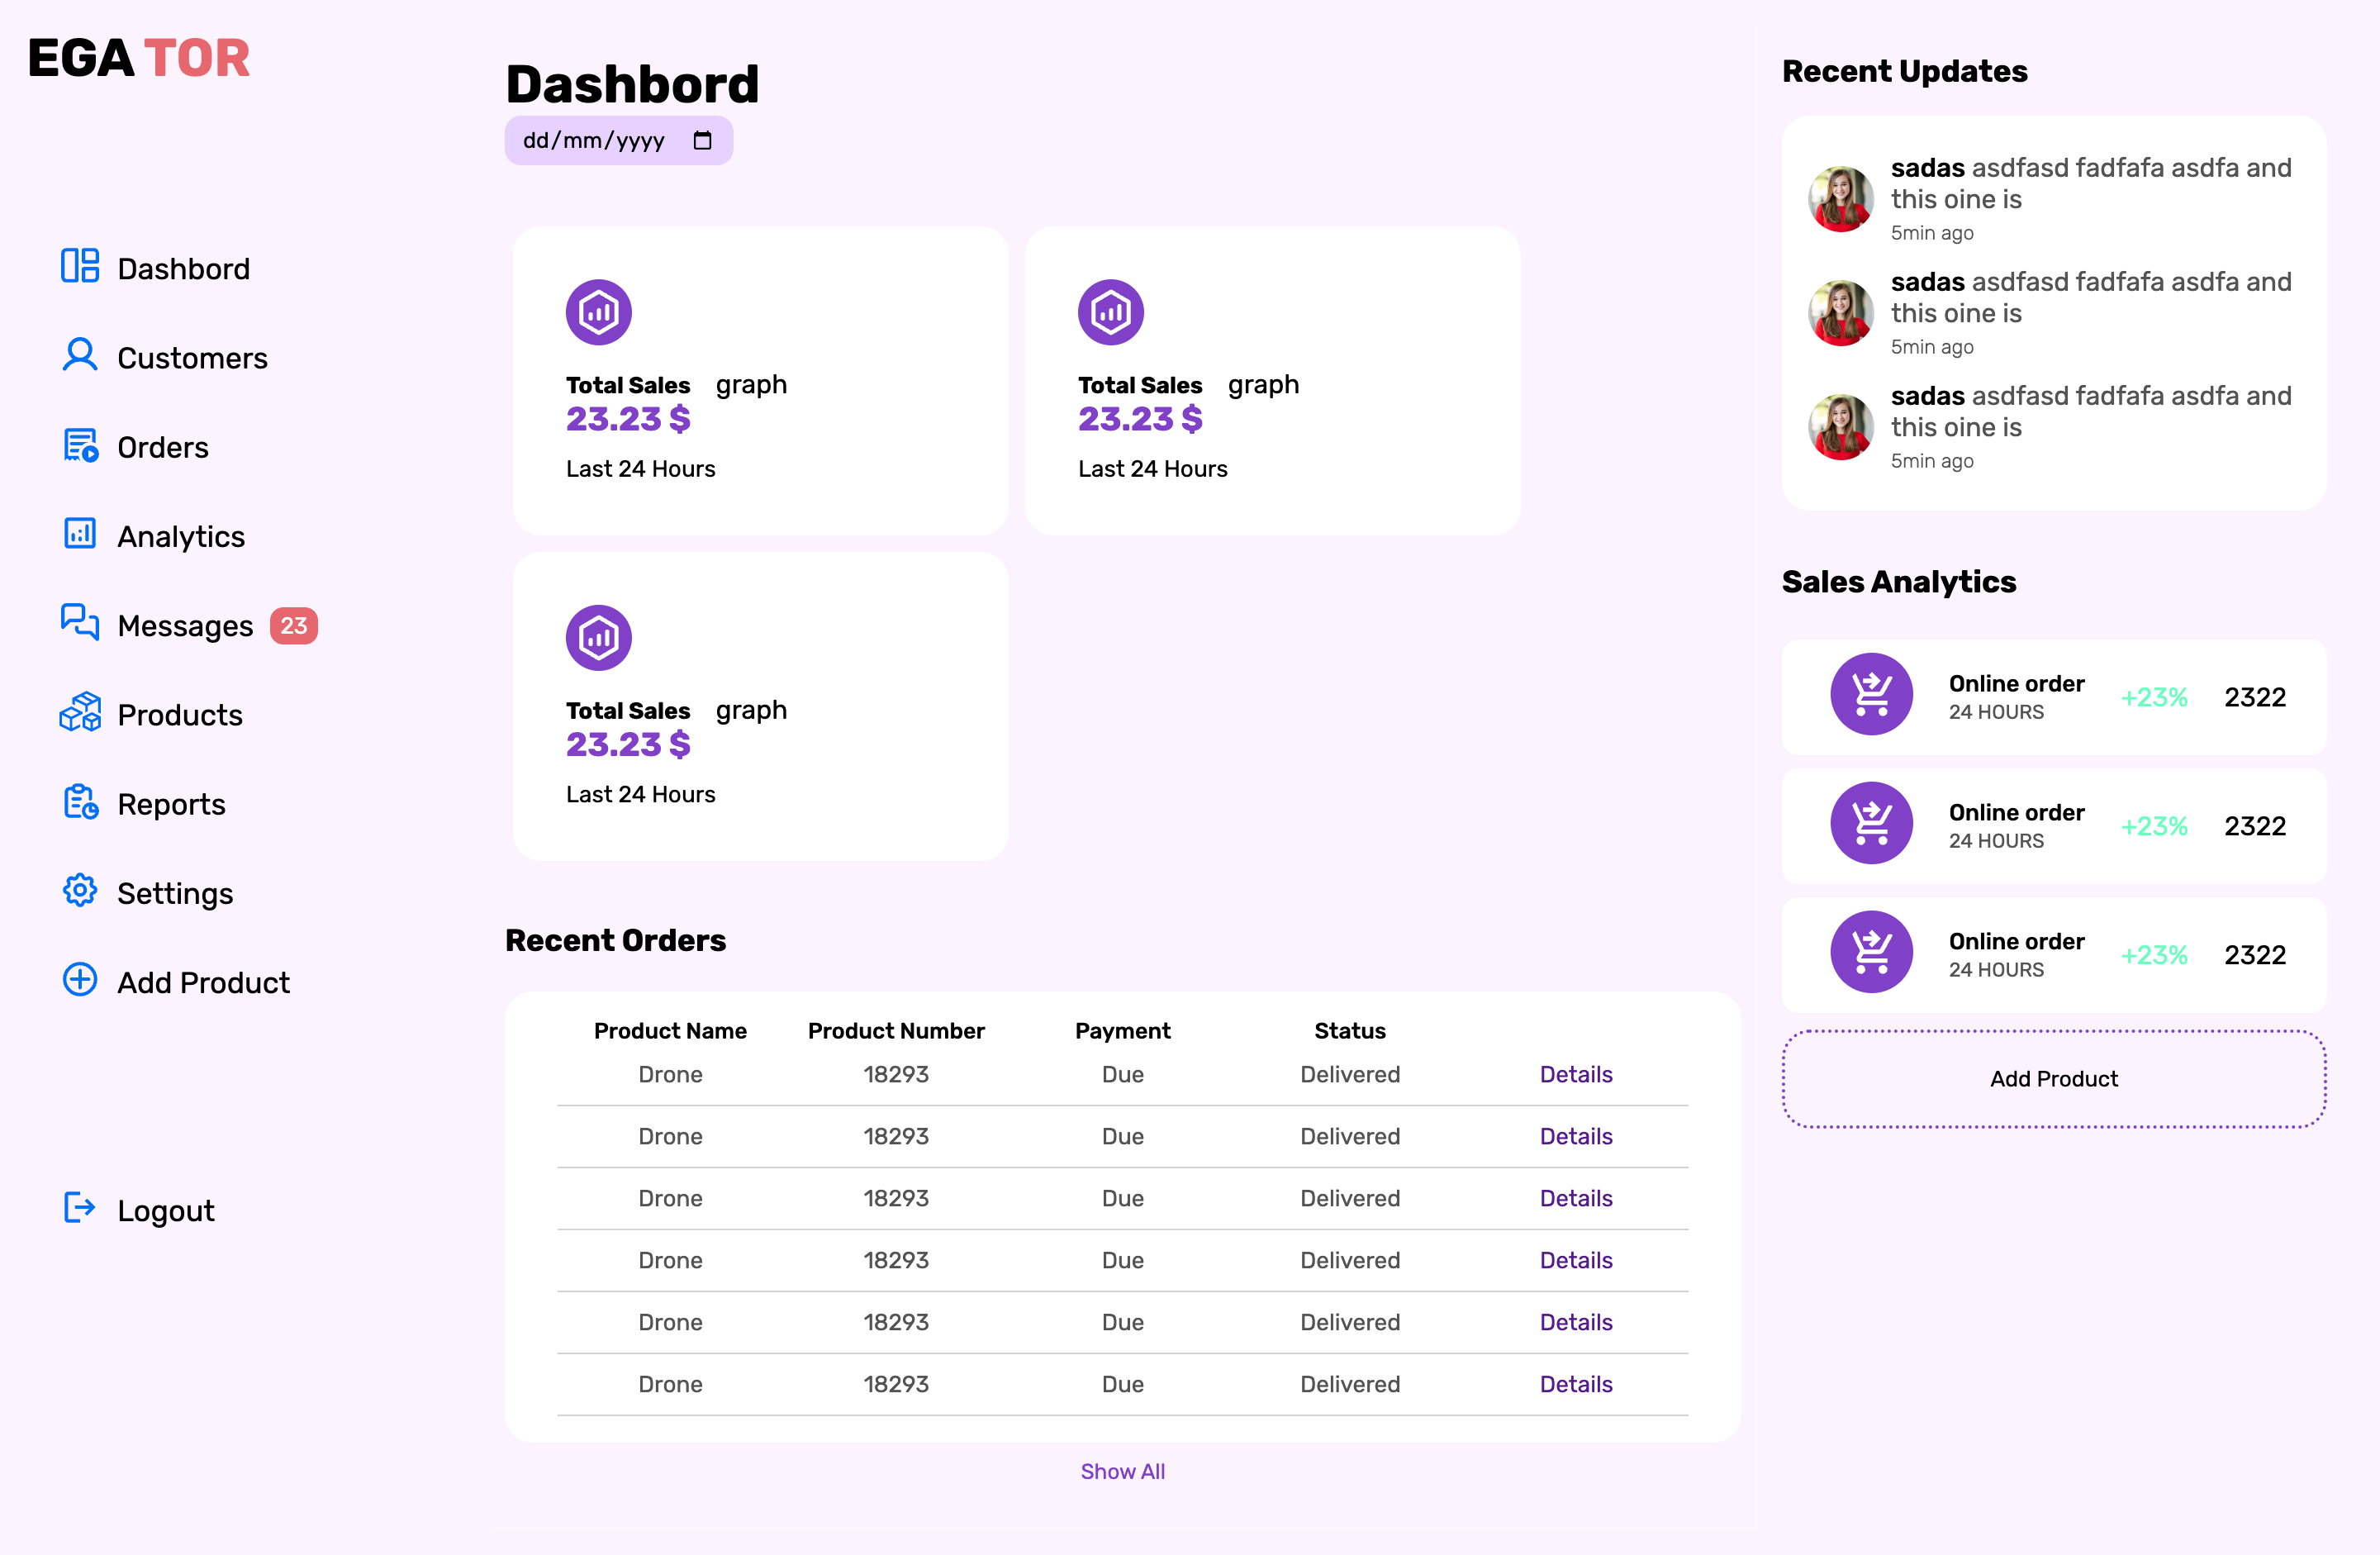 EGA TOR
Dashbord
Customers
Orders
Analytics
Messages 23
Products
Reports
Settings
Add Product
Logout
Dashbord
dd/mm/yyyy
Total Sales graph
23.23 $
Last 24 Hours
Total Sales graph
23.23 $
Last 24 Hours
Total Sales graph
23.23 $
Last 24 Hours
Recent Orders
Product Name Product Number Payment Status
Drone 18293 Due Delivered Details
Drone 18293 Due Delivered Details
Drone 18293 Due Delivered Details
Drone 18293 Due Delivered Details
Drone 18293 Due Delivered Details
Drone 18293 Due Delivered Details
Show All
Recent Updates
sadas asdfasd fadfafa asdfa and
this oine is
5min ago
sadas asdfasd fadfafa asdfa and
this oine is
5min ago
sadas asdfasd fadfafa asdfa and
this oine is
5min ago
Sales Analytics
Online order
24 HOURS
+23% 2322
Online order
24 HOURS
+23% 2322
Online order
24 HOURS
+23% 2322
Add Product